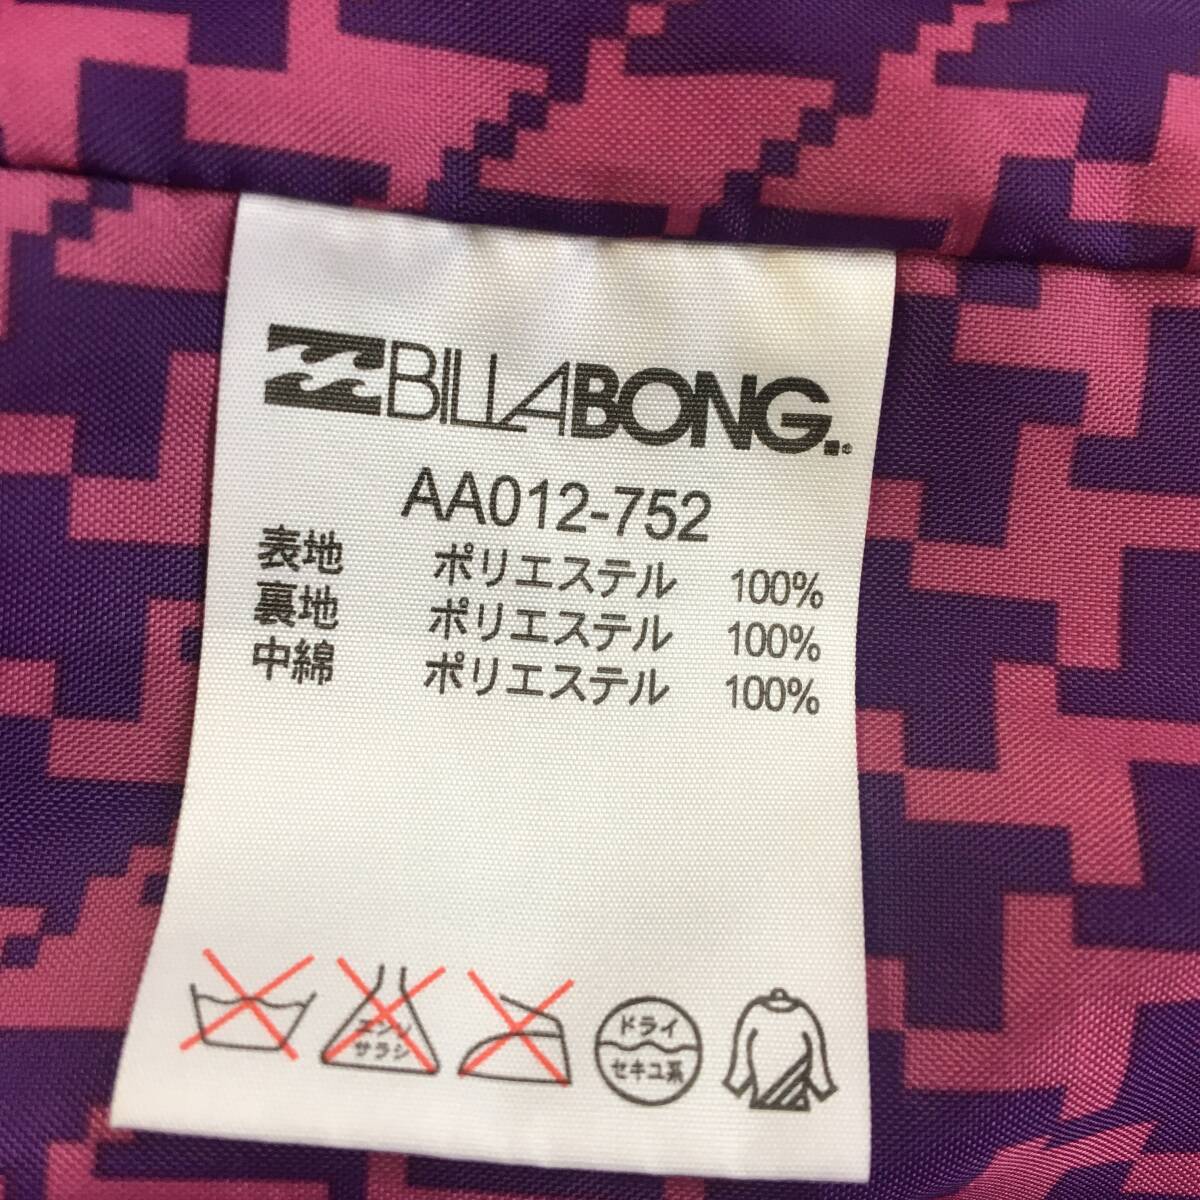 BILLABONG.
AA012-752
表地 ポリエステル 100%
裏地 ポリエステル 100%
中綿 ポリエステル 100%
エンソ
サラシ
ドライ
セキユ系